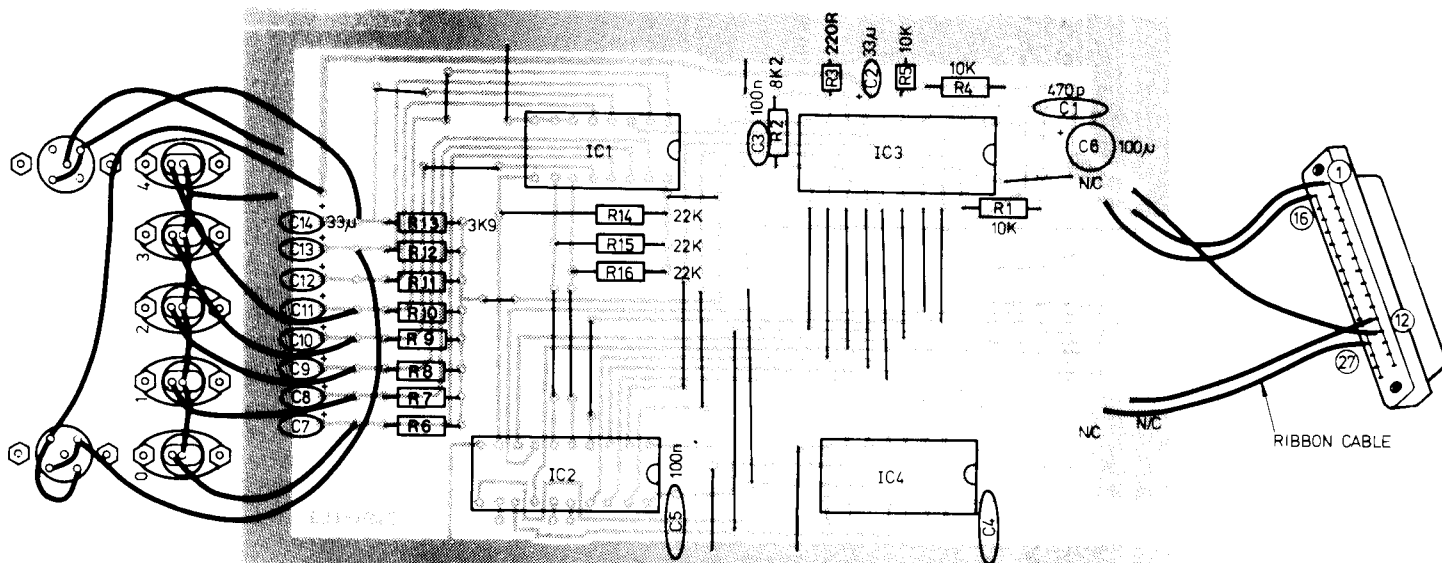 220R
33μ
10K
R3
C2
R5
10K
R4
8K2
100n
R2
C3
470p
C1
C6
100μ
N/C
IC1
IC3
R1
10K
1
16
12
27
4
3
2
1
0
C14
33μ
C13
C12
C11
C10
C9
C8
C7
R13
3K9
R12
R11
R10
R9
R8
R7
R6
R14
22K
R15
22K
R16
22K
IC2
100n
C5
IC4
C4
N/C
N/C
RIBBON CABLE